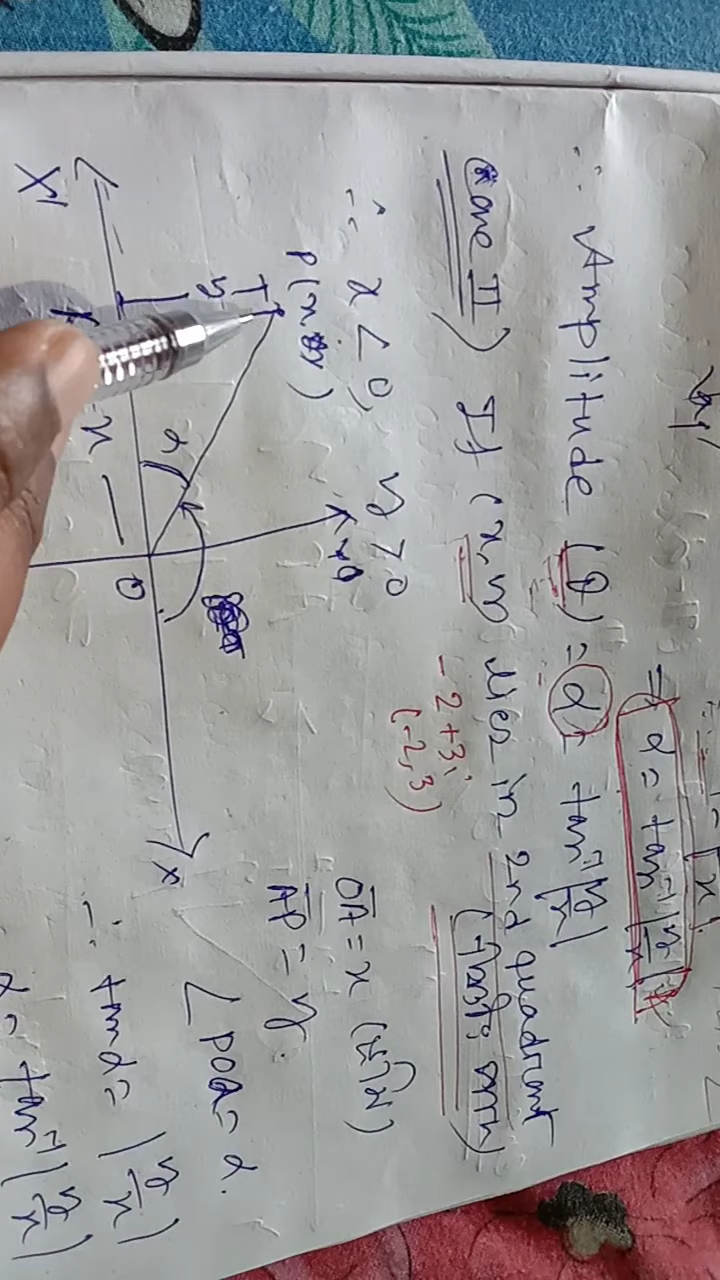 ⇒ α = tan⁻¹|y/x|
∴ Amplitude (θ) = α = tan⁻¹|y/x|
Case II) If (x, y) lies in 2nd quadrant
-2+3i
(-2,3)
∴ x < 0, y > 0
P(x, y)
OA = x
AP = y
∠POA = α.
∴ tanα = |y/x|
α = tan⁻¹|y/x|
y
α
x
O
X'
X